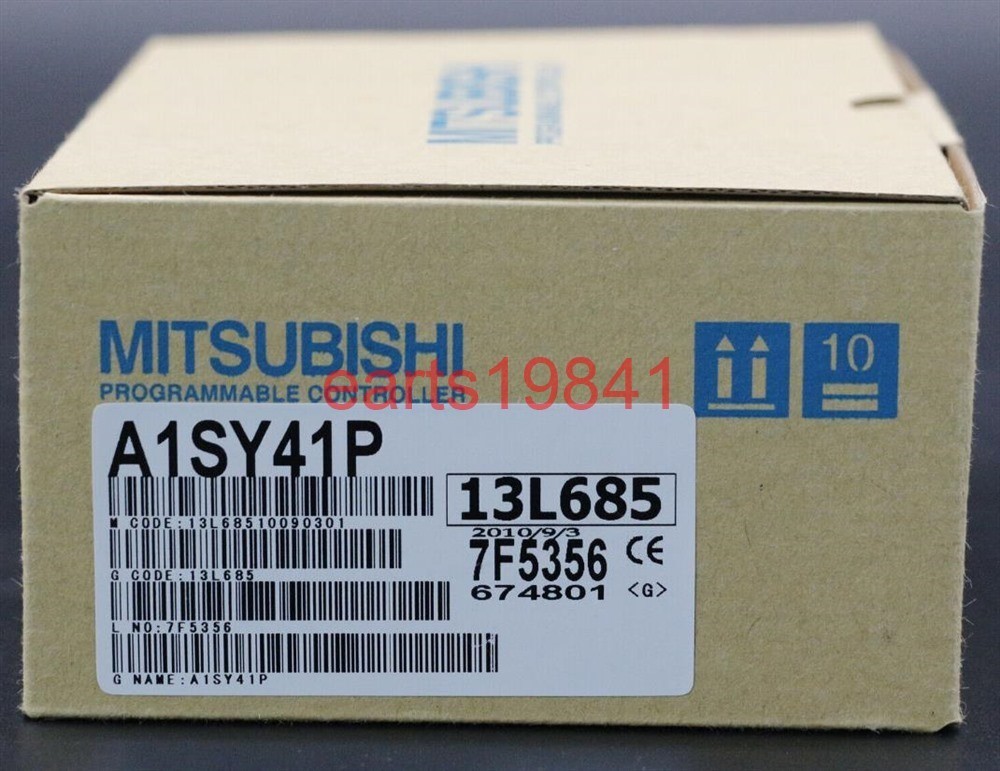 MITSUBISHI
MITSUBISHI
PROGRAMMABLE CONTROLLER
earts19841
10
A1SY41P
13L685
M CODE:13L68510090301
2010/9/3
7F5356
CE
G CODE:13L685
674801 <G>
L NO:7F5356
G NAME:A1SY41P